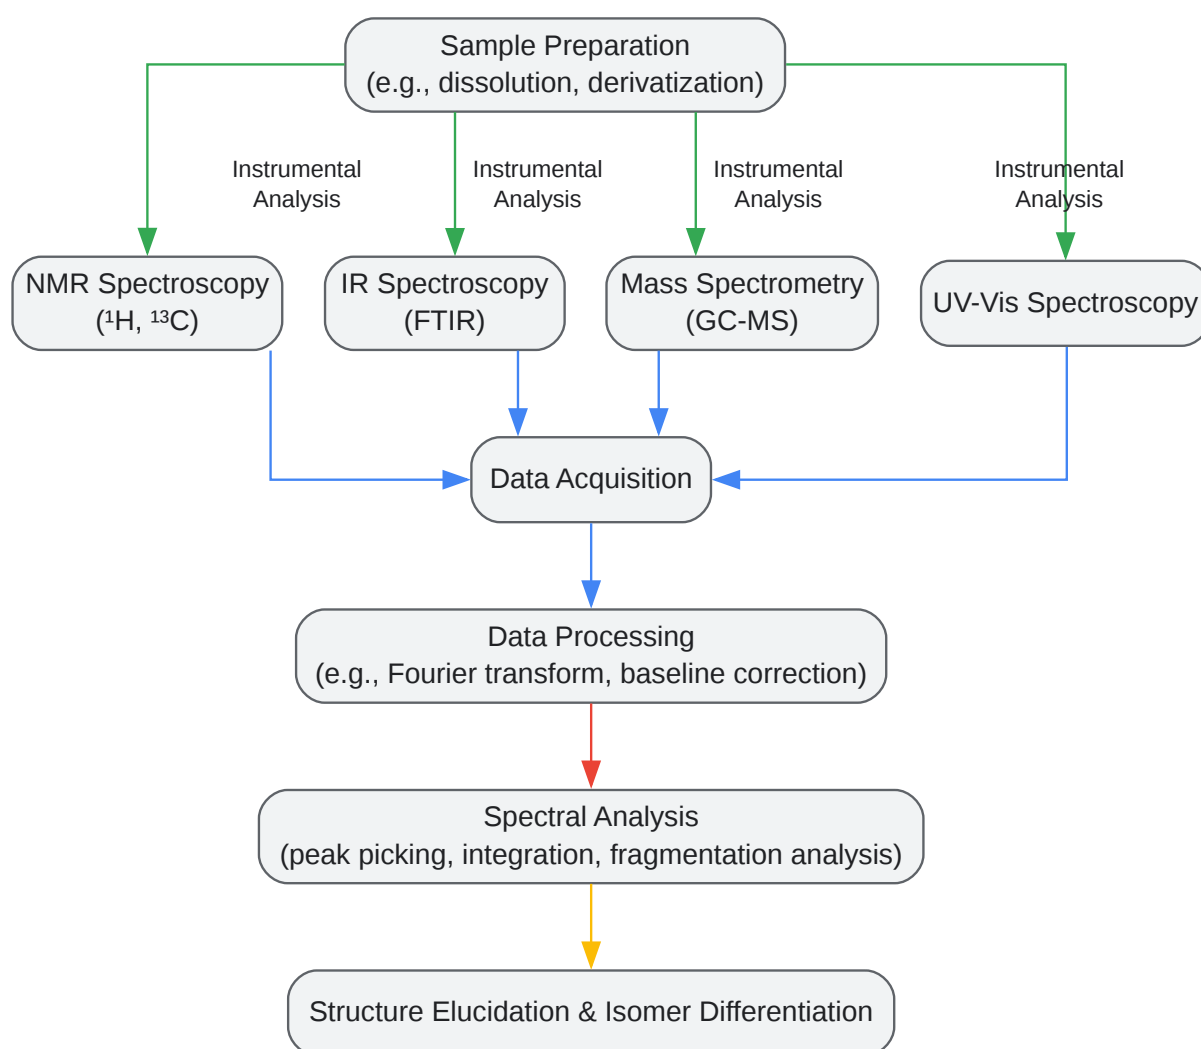 Sample Preparation
(e.g., dissolution, derivatization)
Instrumental
Analysis
Instrumental
Analysis
Instrumental
Analysis
Instrumental
Analysis
NMR Spectroscopy
(¹H, ¹³C)
IR Spectroscopy
(FTIR)
Mass Spectrometry
(GC-MS)
UV-Vis Spectroscopy
Data Acquisition
Data Processing
(e.g., Fourier transform, baseline correction)
Spectral Analysis
(peak picking, integration, fragmentation analysis)
Structure Elucidation & Isomer Differentiation